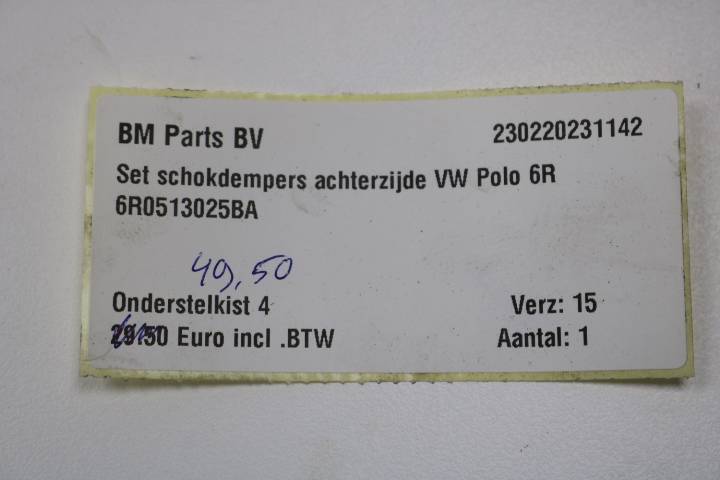 BM Parts BV 230220231142
Set schokdempers achterzijde VW Polo 6R
6R0513025BA
49,50
Onderstelkist 4 Verz: 15
Euro incl .BTW Aantal: 1